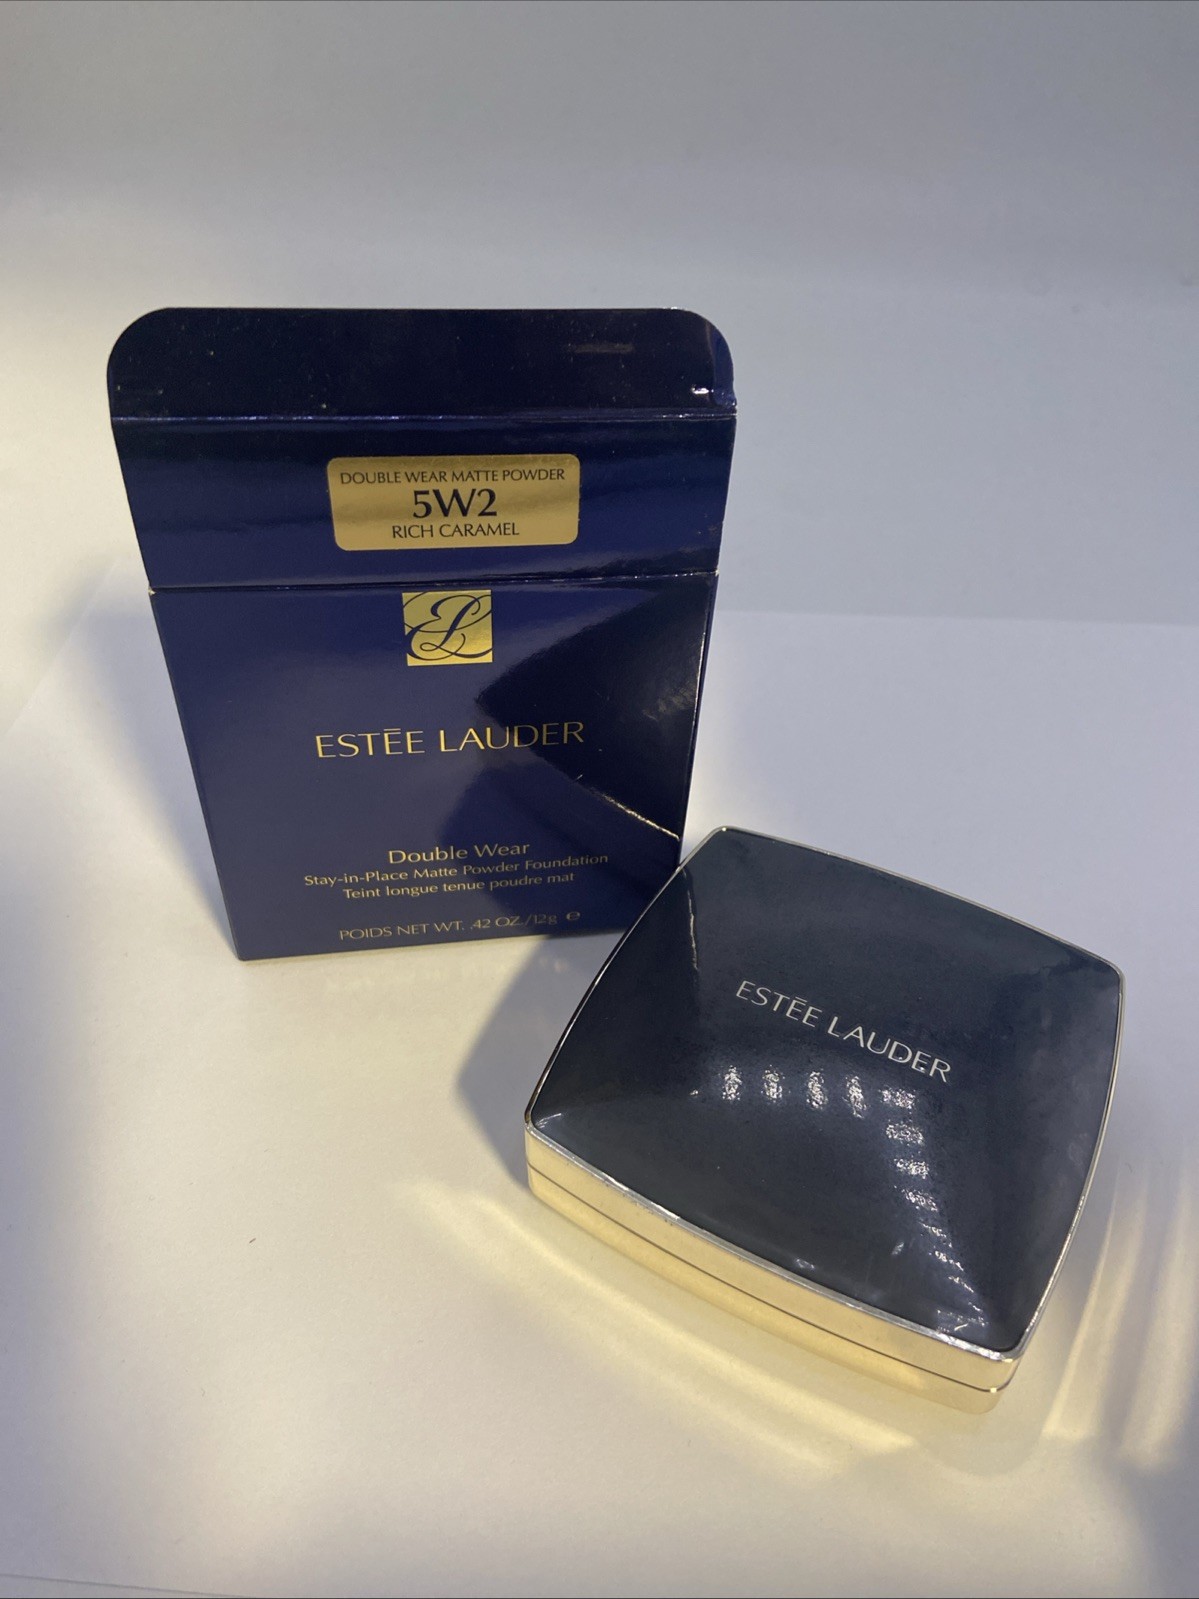 DOUBLE WEAR MATTE POWDER
5W2
RICH CARAMEL
EL
ESTĒE LAUDER
Double Wear
Stay-in-Place Matte Powder Foundation
Teint longue tenue poudre mat
POIDS NET WT. .42 OZ./12g ℮
ESTĒE LAUDER